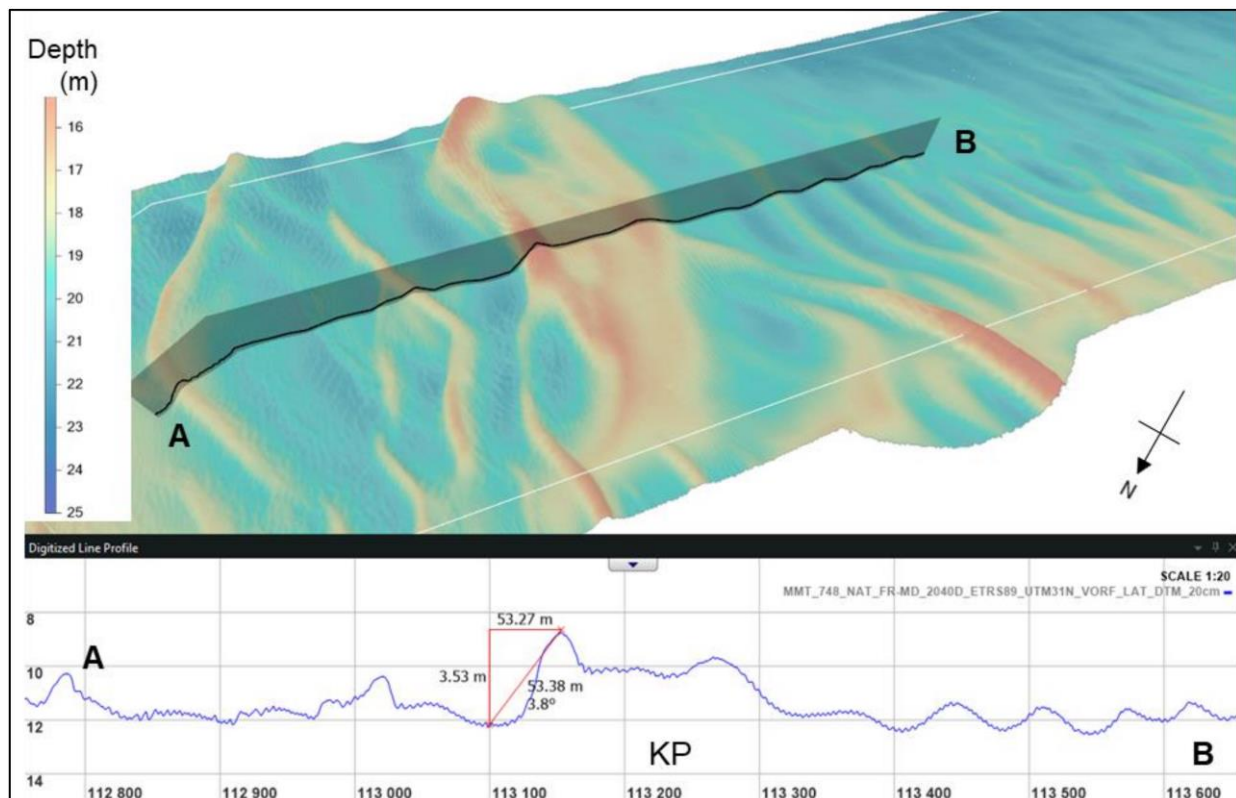 Depth
(m)
16
17
18
19
20
21
22
23
24
25
A
B
N
Digitized Line Profile
SCALE 1:20
MMT_748_NAT_FR-MD_2040D_ETRS89_UTM31N_VORF_LAT_DTM_20cm
8
10
12
14
A
53.27 m
3.53 m
53.38 m
3.8º
KP
B
112 800
112 900
113 000
113 100
113 200
113 300
113 400
113 500
113 600